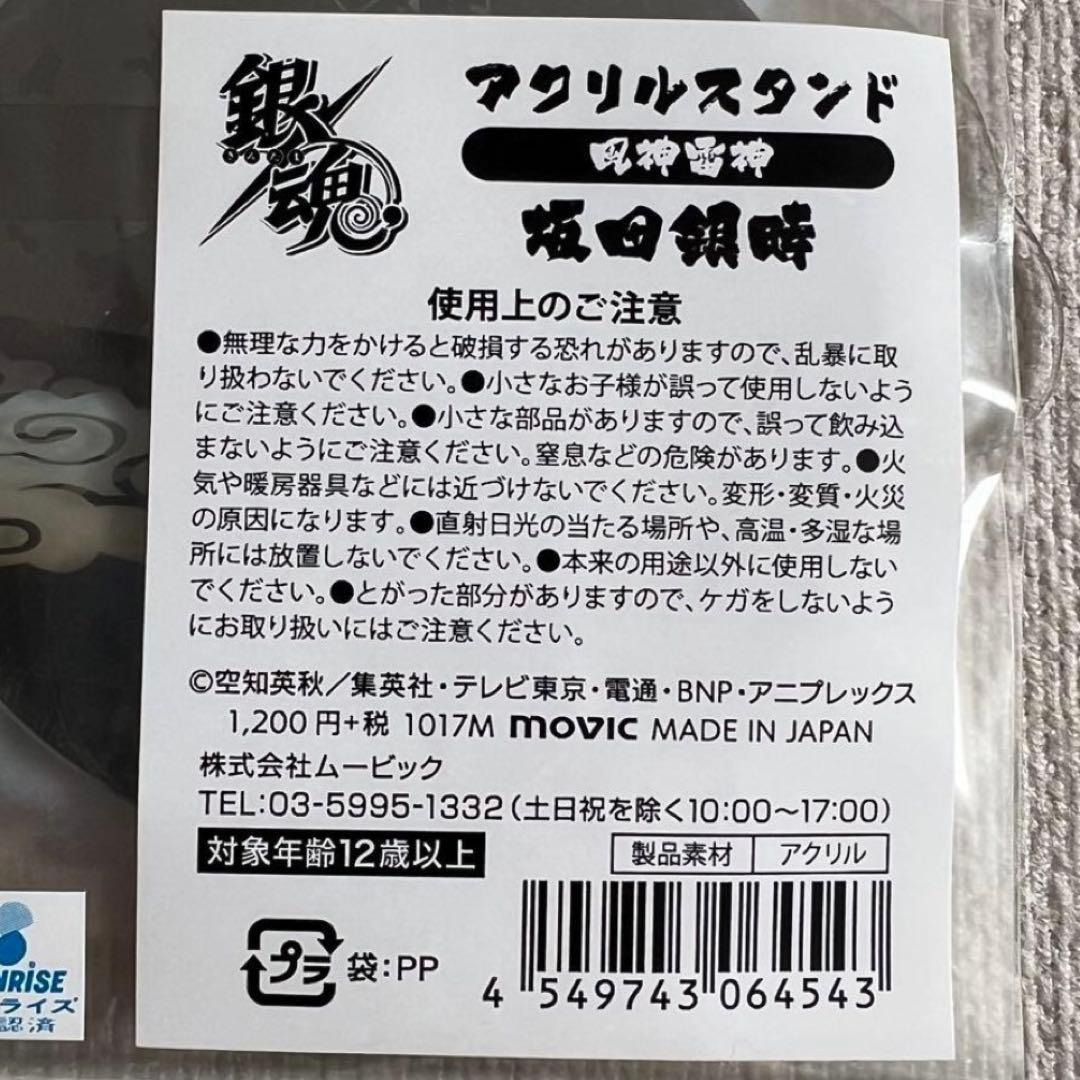 銀魂
ぎんたま
アクリルスタンド
風神雷神
坂田銀時
使用上のご注意
●無理な力をかけると破損する恐れがありますので、乱暴に取
り扱わないでください。●小さなお子様が誤って使用しないよう
にご注意ください。●小さな部品がありますので、誤って飲み込
まないようにご注意ください。窒息などの危険があります。●火
気や暖房器具などには近づけないでください。変形・変質・火災
の原因になります。●直射日光の当たる場所や、高温・多湿な場
所には放置しないでください。●本来の用途以外に使用しない
でください。●とがった部分がありますので、ケガをしないよう
にお取り扱いにはご注意ください。
©空知英秋/集英社・テレビ東京・電通・BNP・アニプレックス
1,200円+税 1017M movic MADE IN JAPAN
株式会社ムービック
TEL:03-5995-1332(土日祝を除く10:00〜17:00)
対象年齢12歳以上
製品素材 アクリル
プラ 袋:PP
4 549743 064543
NRISE
ライズ
認済